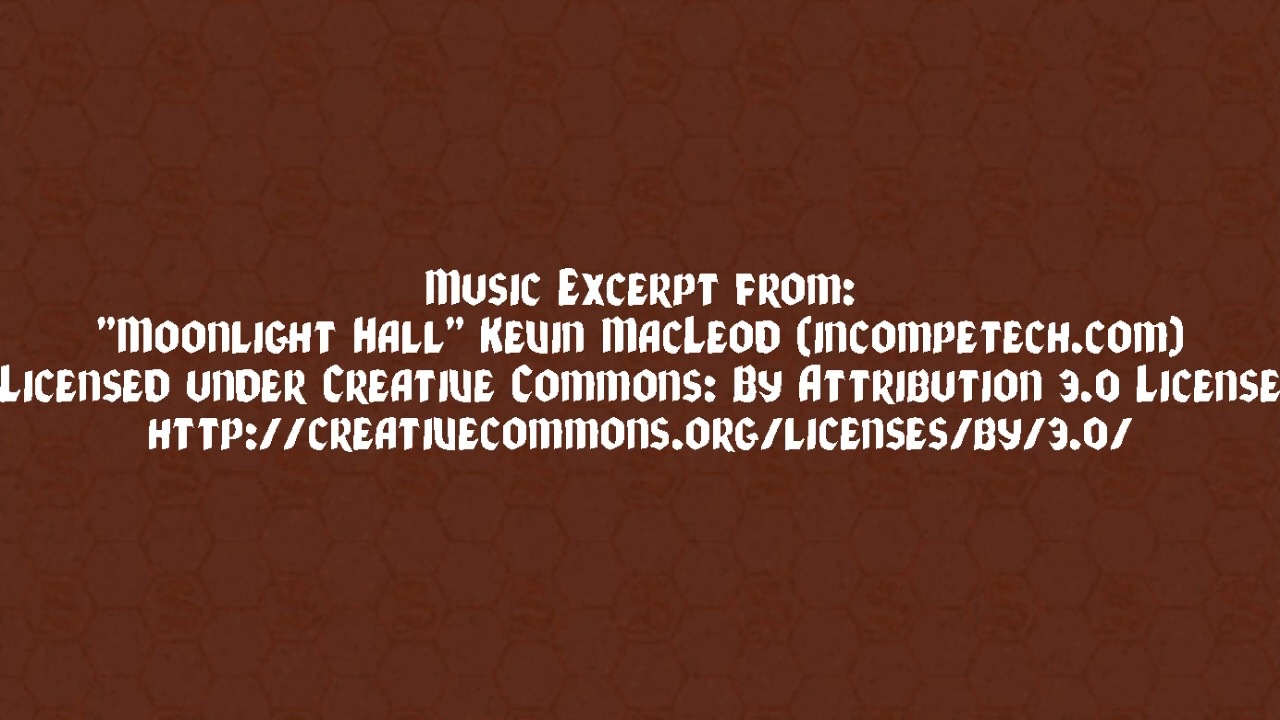 Music Excerpt from:
"Moonlight Hall" Kevin MacLeod (incompetech.com)
Licensed under Creative Commons: By Attribution 3.0 License
http://creativecommons.org/licenses/by/3.0/